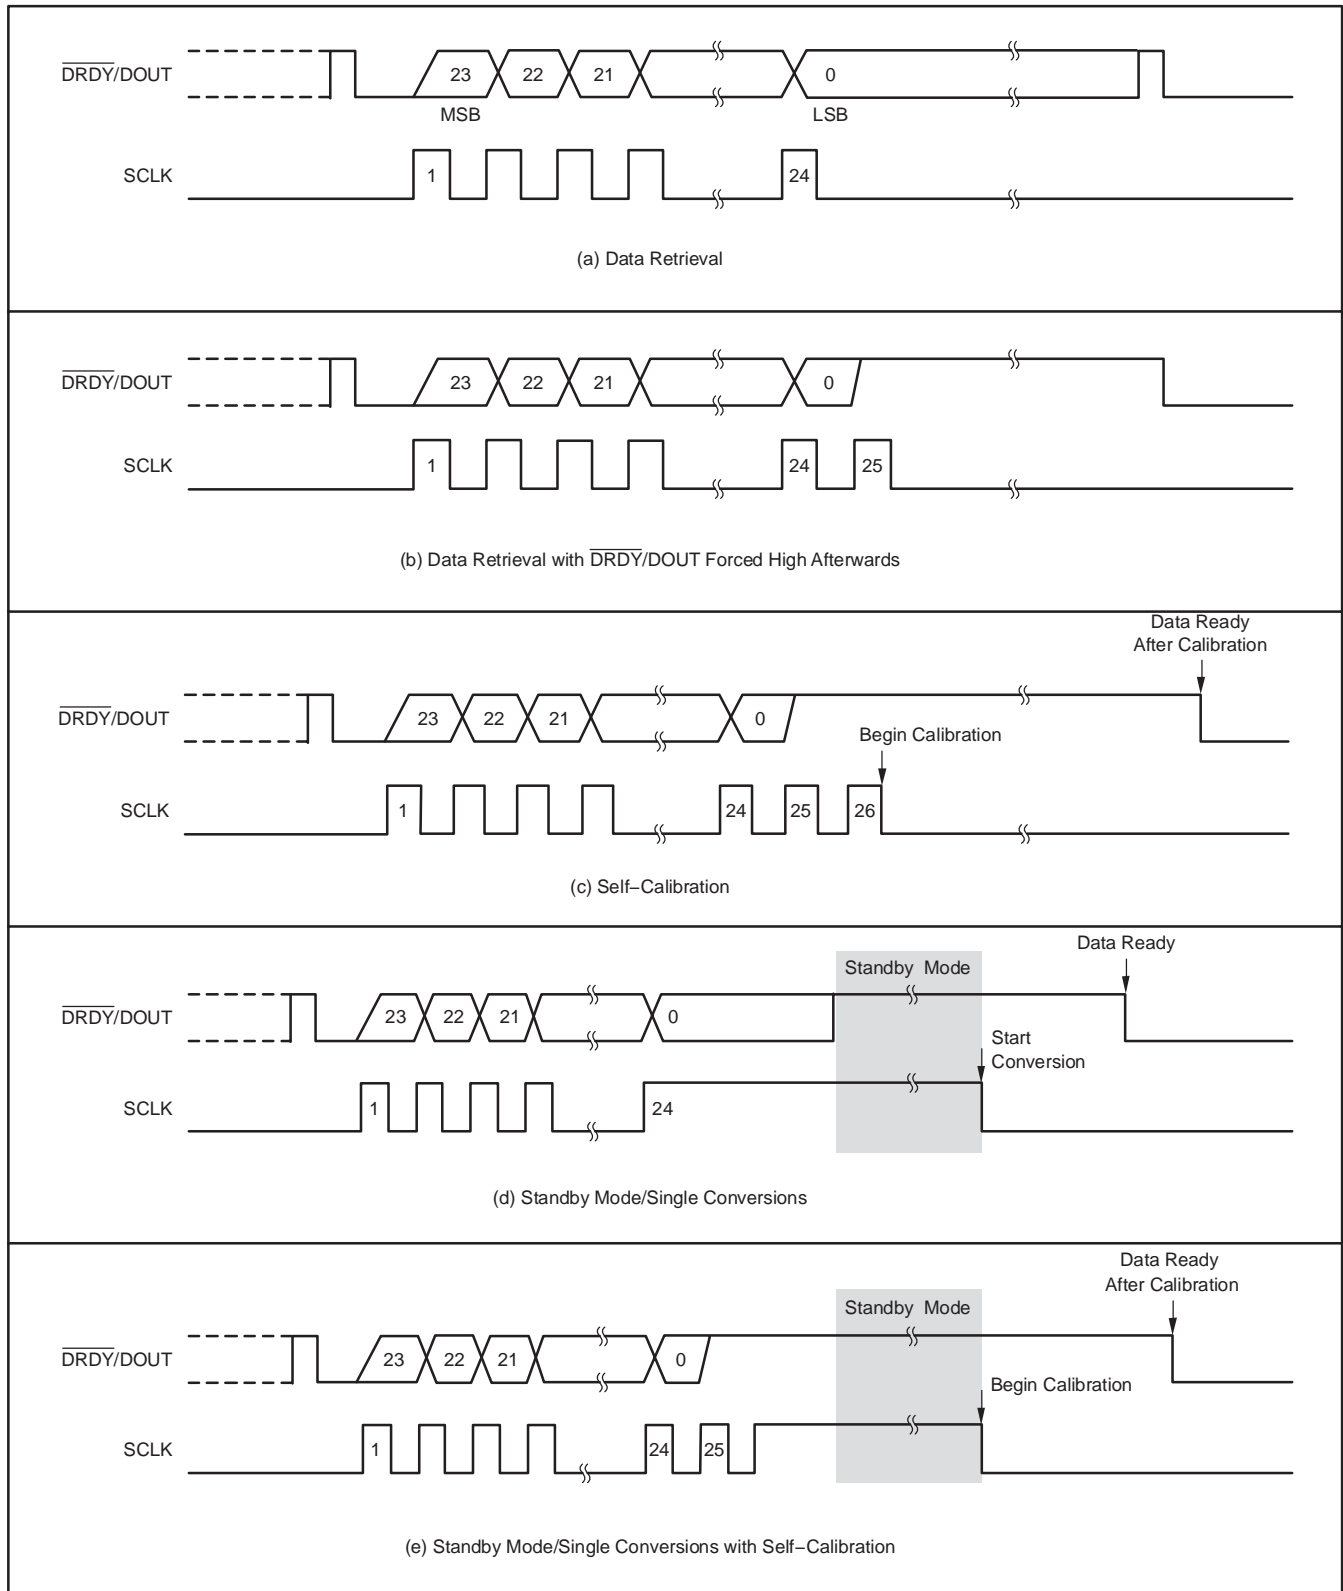 DRDY/DOUT
23 22 21 0
MSB LSB
SCLK
1 24
(a) Data Retrieval
DRDY/DOUT
23 22 21 0
SCLK
1 24 25
(b) Data Retrieval with DRDY/DOUT Forced High Afterwards
Data Ready
After Calibration
DRDY/DOUT
23 22 21 0
Begin Calibration
SCLK
1 24 25 26
(c) Self−Calibration
Data Ready
Standby Mode
DRDY/DOUT
23 22 21 0
Start
Conversion
SCLK
1 24
(d) Standby Mode/Single Conversions
Data Ready
After Calibration
Standby Mode
DRDY/DOUT
23 22 21 0
Begin Calibration
SCLK
1 24 25
(e) Standby Mode/Single Conversions with Self−Calibration